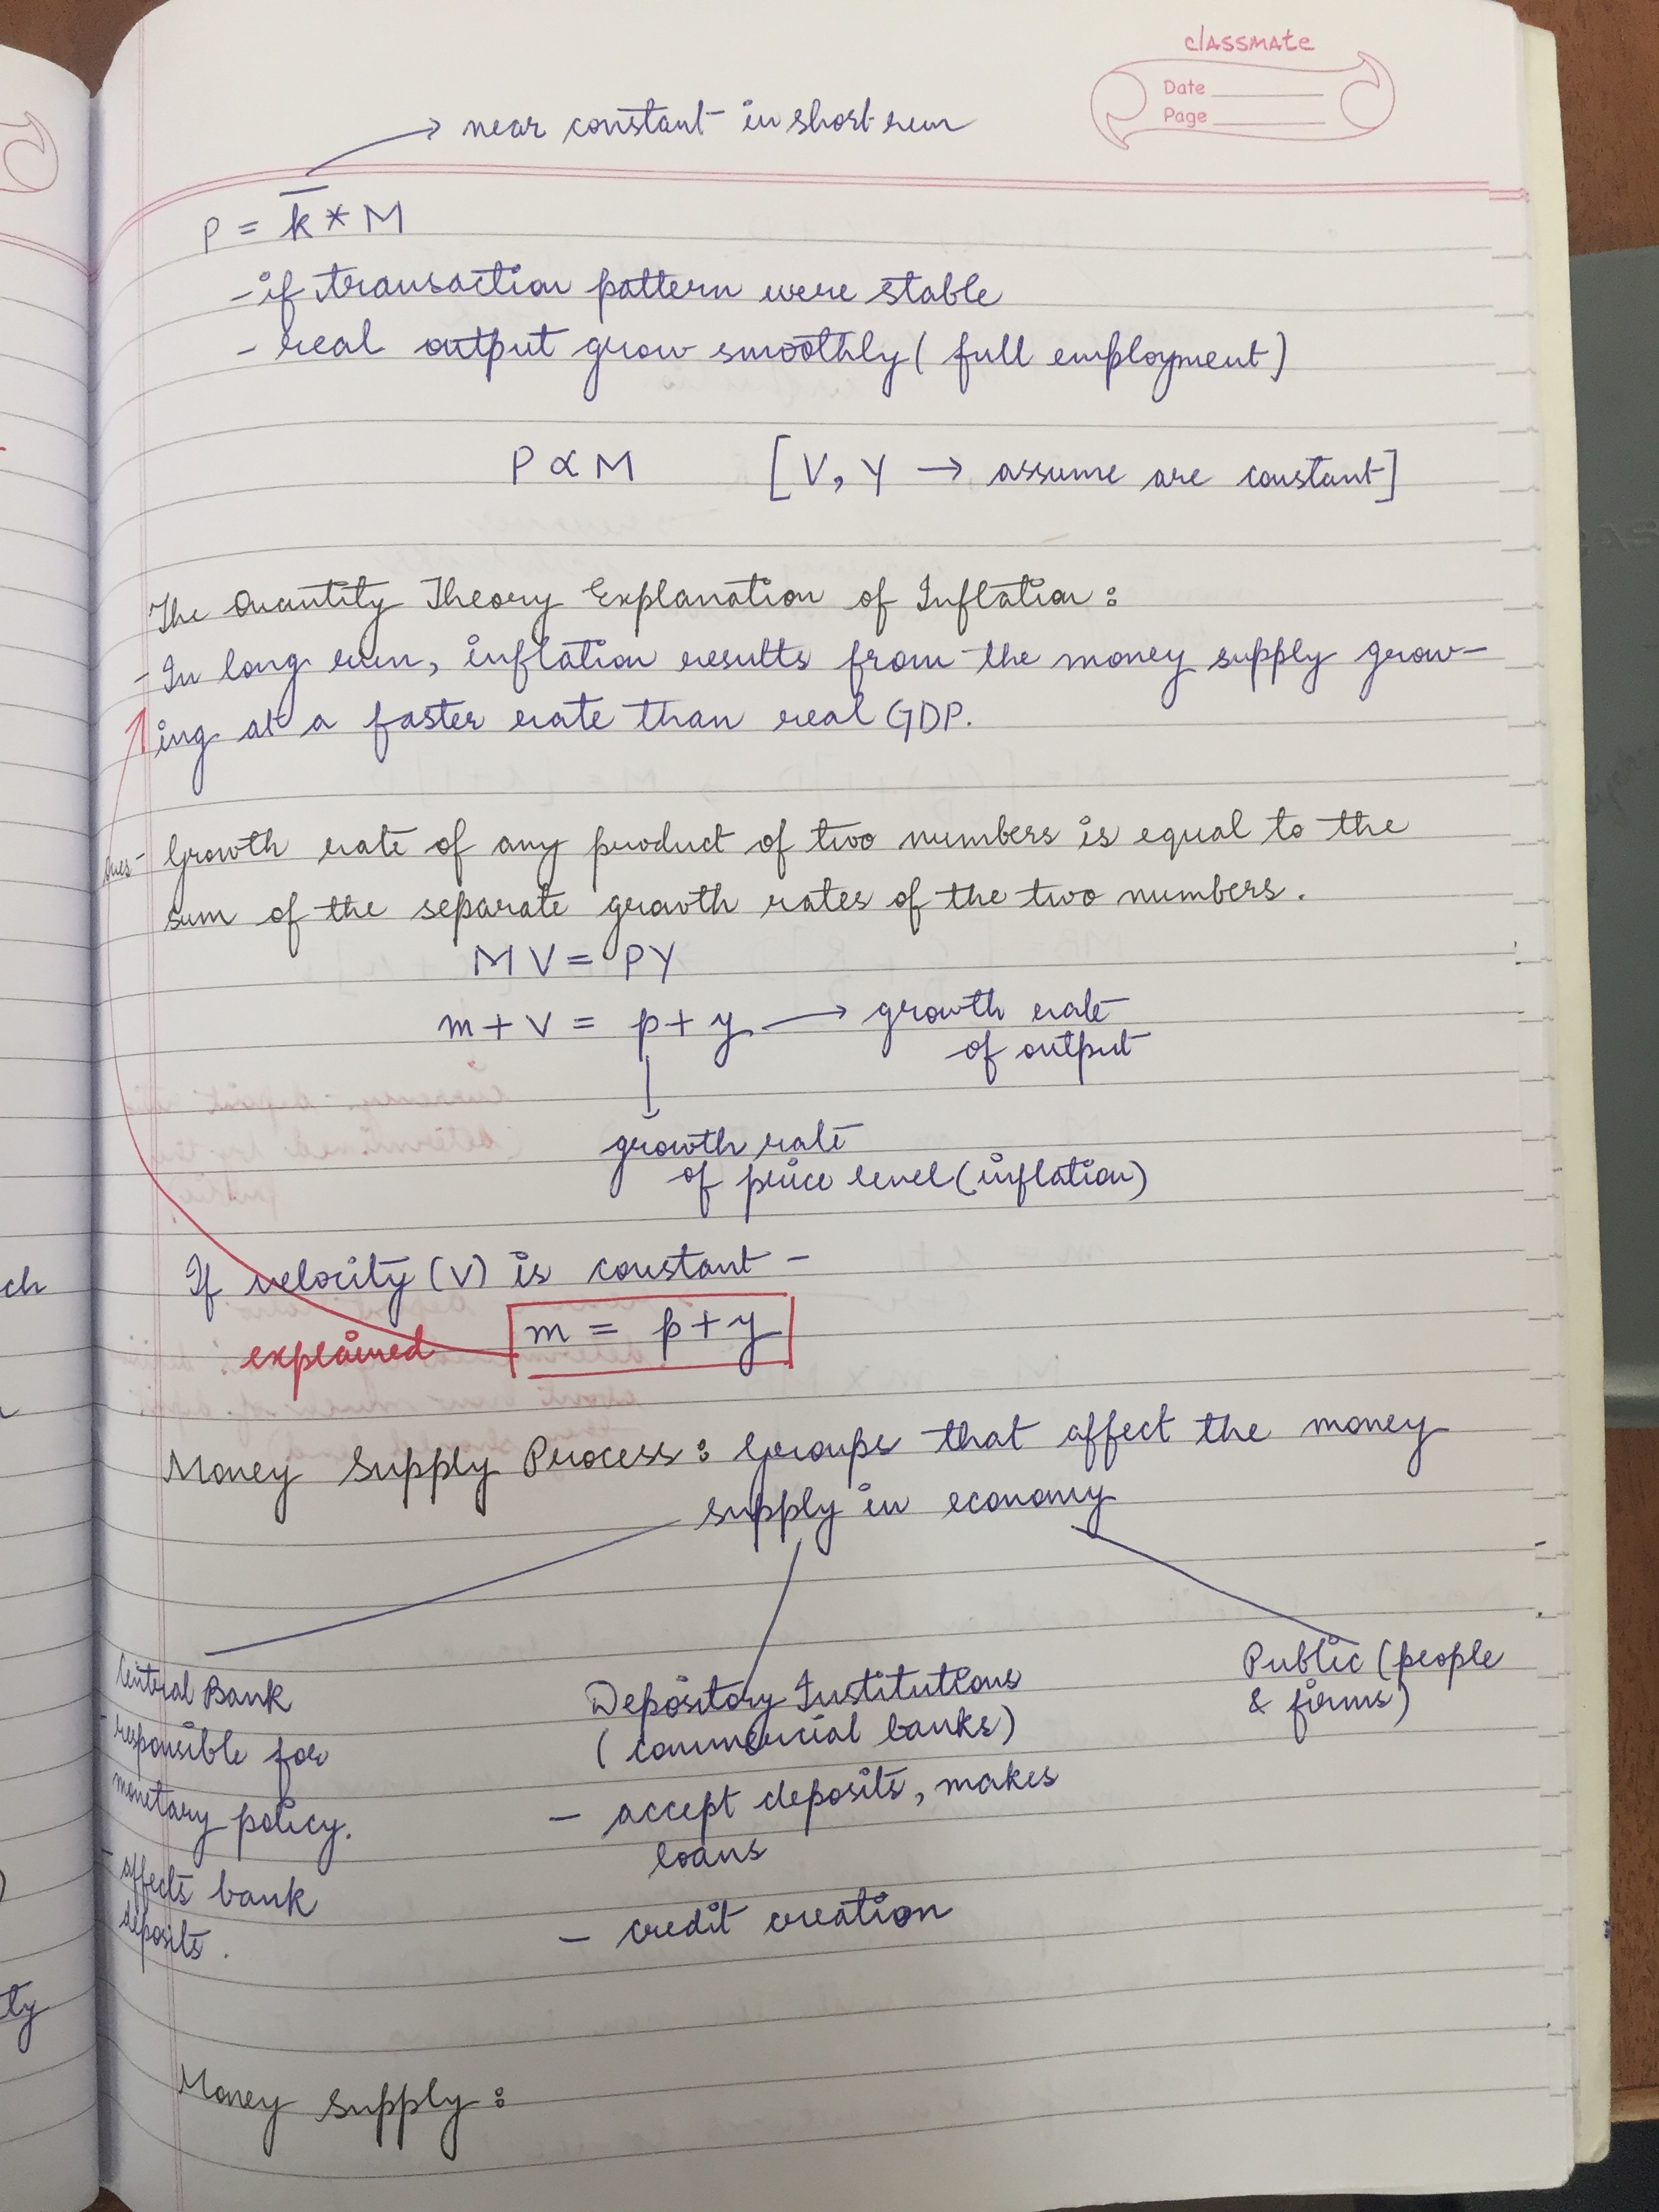 classmate
Date
Page
→ near constant in short run
P = k̅ * M
- if transaction pattern were stable
- real output grow smoothly ( full employment )
P ∝ M [ V, Y → assume are constant ]
The Quantity Theory Explanation of Inflation :
- In long run, inflation results from the money supply grow-
ing at a faster rate than real GDP.
Ques- Growth rate of any product of two numbers is equal to the
sum of the separate growth rates of the two numbers.
M V = PY
m + v = p + y → growth rate
of output
growth rate
of price level (inflation)
If velocity (V) is constant -
explained m = p + y
Money Supply Process : Groups that affect the money
supply in economy
Central Bank
- responsible for
monetary policy.
- affects bank
deposits.
Depository Institutions
( commercial banks )
- accept deposits, makes
loans
- credit creation
Public ( people
& firms )
Money Supply :
ch
ty